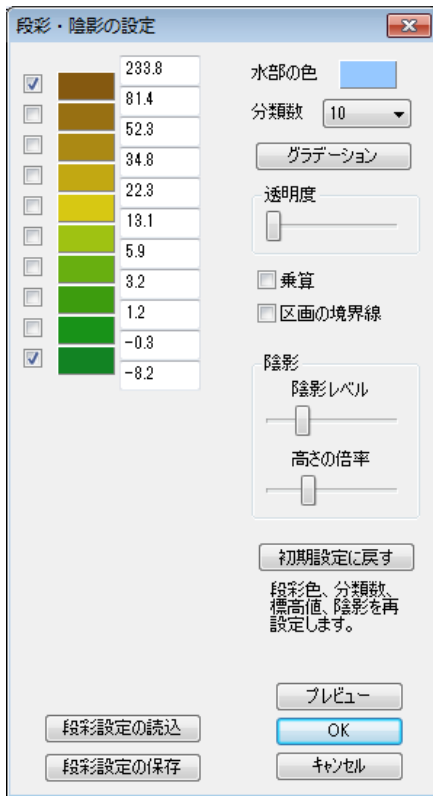 段彩・陰影の設定
233.8
81.4
52.3
34.8
22.3
13.1
5.9
3.2
1.2
-0.3
-8.2
水部の色
分類数 10
グラデーション
透明度
乗算
区画の境界線
陰影
陰影レベル
高さの倍率
初期設定に戻す
段彩色、分類数、
標高値、陰影を再
設定します。
プレビュー
段彩設定の読込
OK
段彩設定の保存
キャンセル